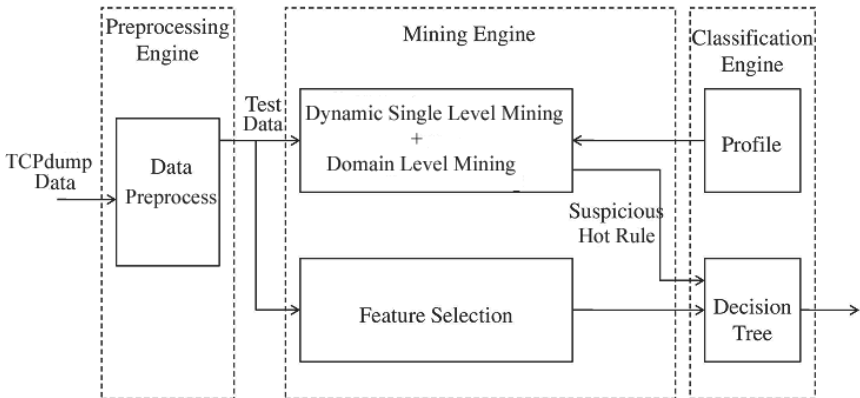 Preprocessing
Engine
Mining Engine
Classification
Engine
TCPdump
Data
Data
Preprocess
Test
Data
Dynamic Single Level Mining
+
Domain Level Mining
Profile
Suspicious
Hot Rule
Feature Selection
Decision
Tree